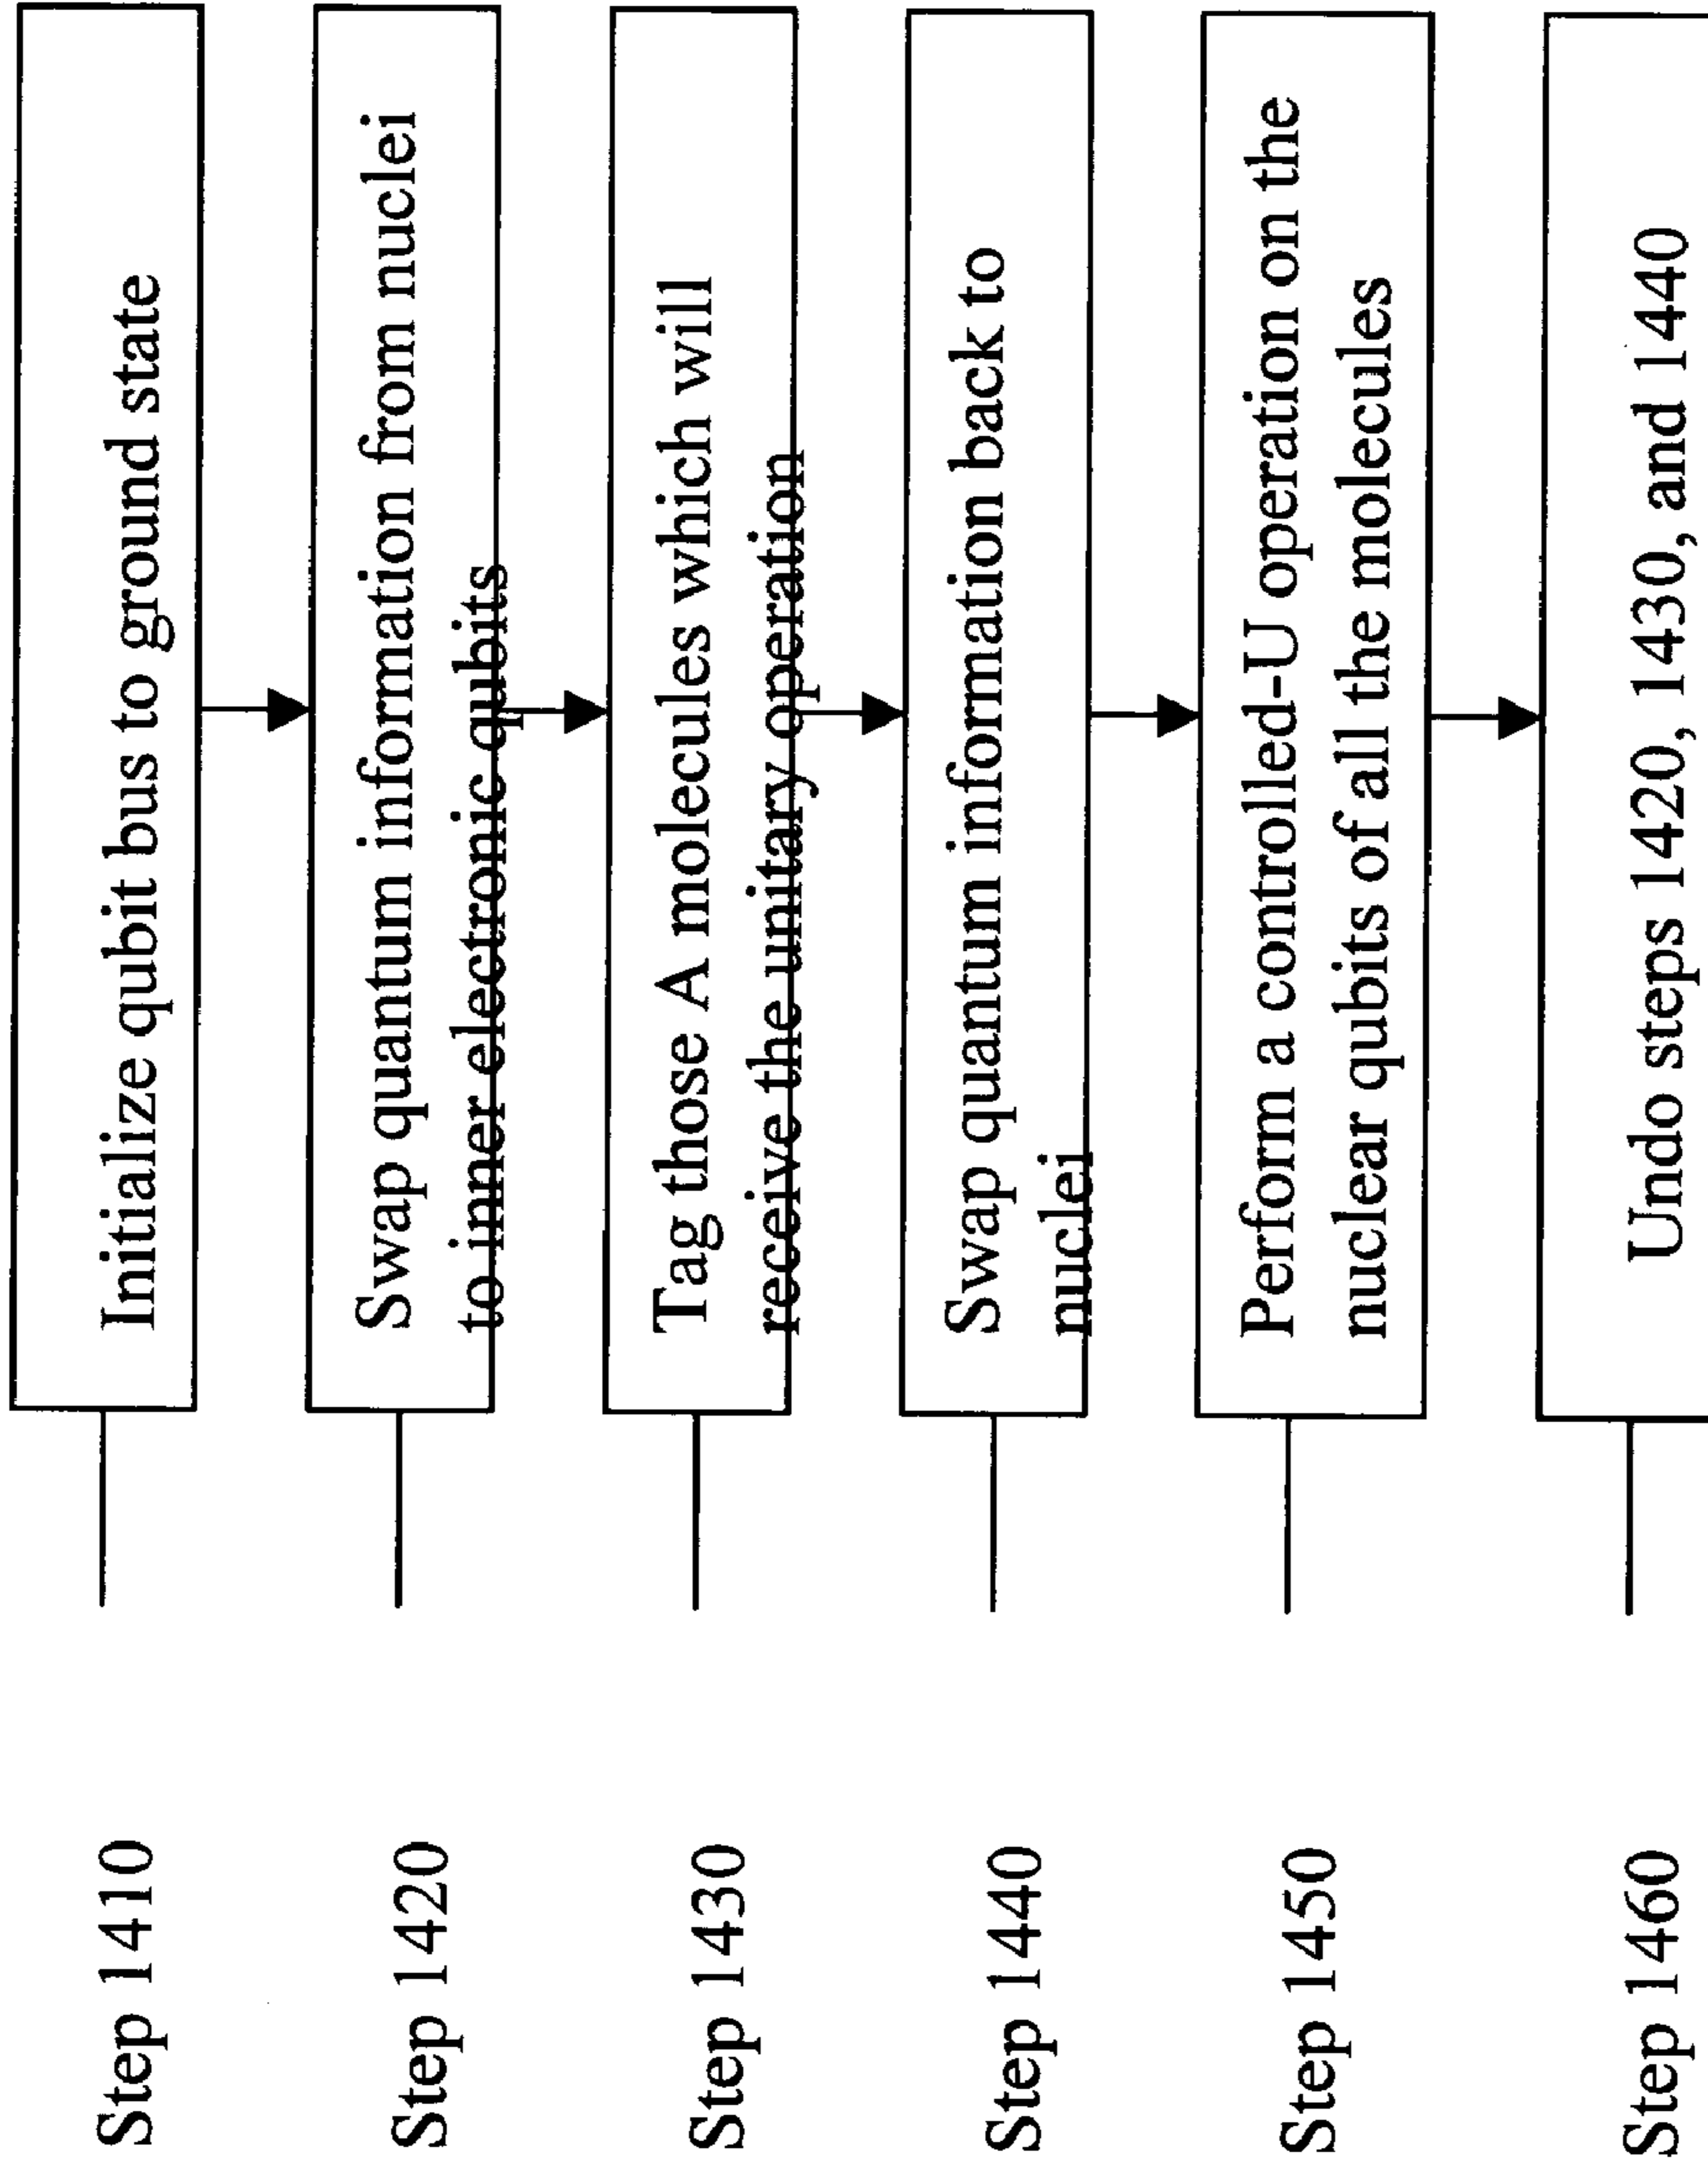 Step 1410
Initialize qubit bus to ground state
Step 1420
Swap quantum information from nuclei
to inner electronic qubits
Step 1430
Tag those A molecules which will
receive the unitary operation
Step 1440
Swap quantum information back to
nuclei
Step 1450
Perform a controlled-U operation on the
nuclear qubits of all the molecules
Step 1460
Undo steps 1420, 1430, and 1440